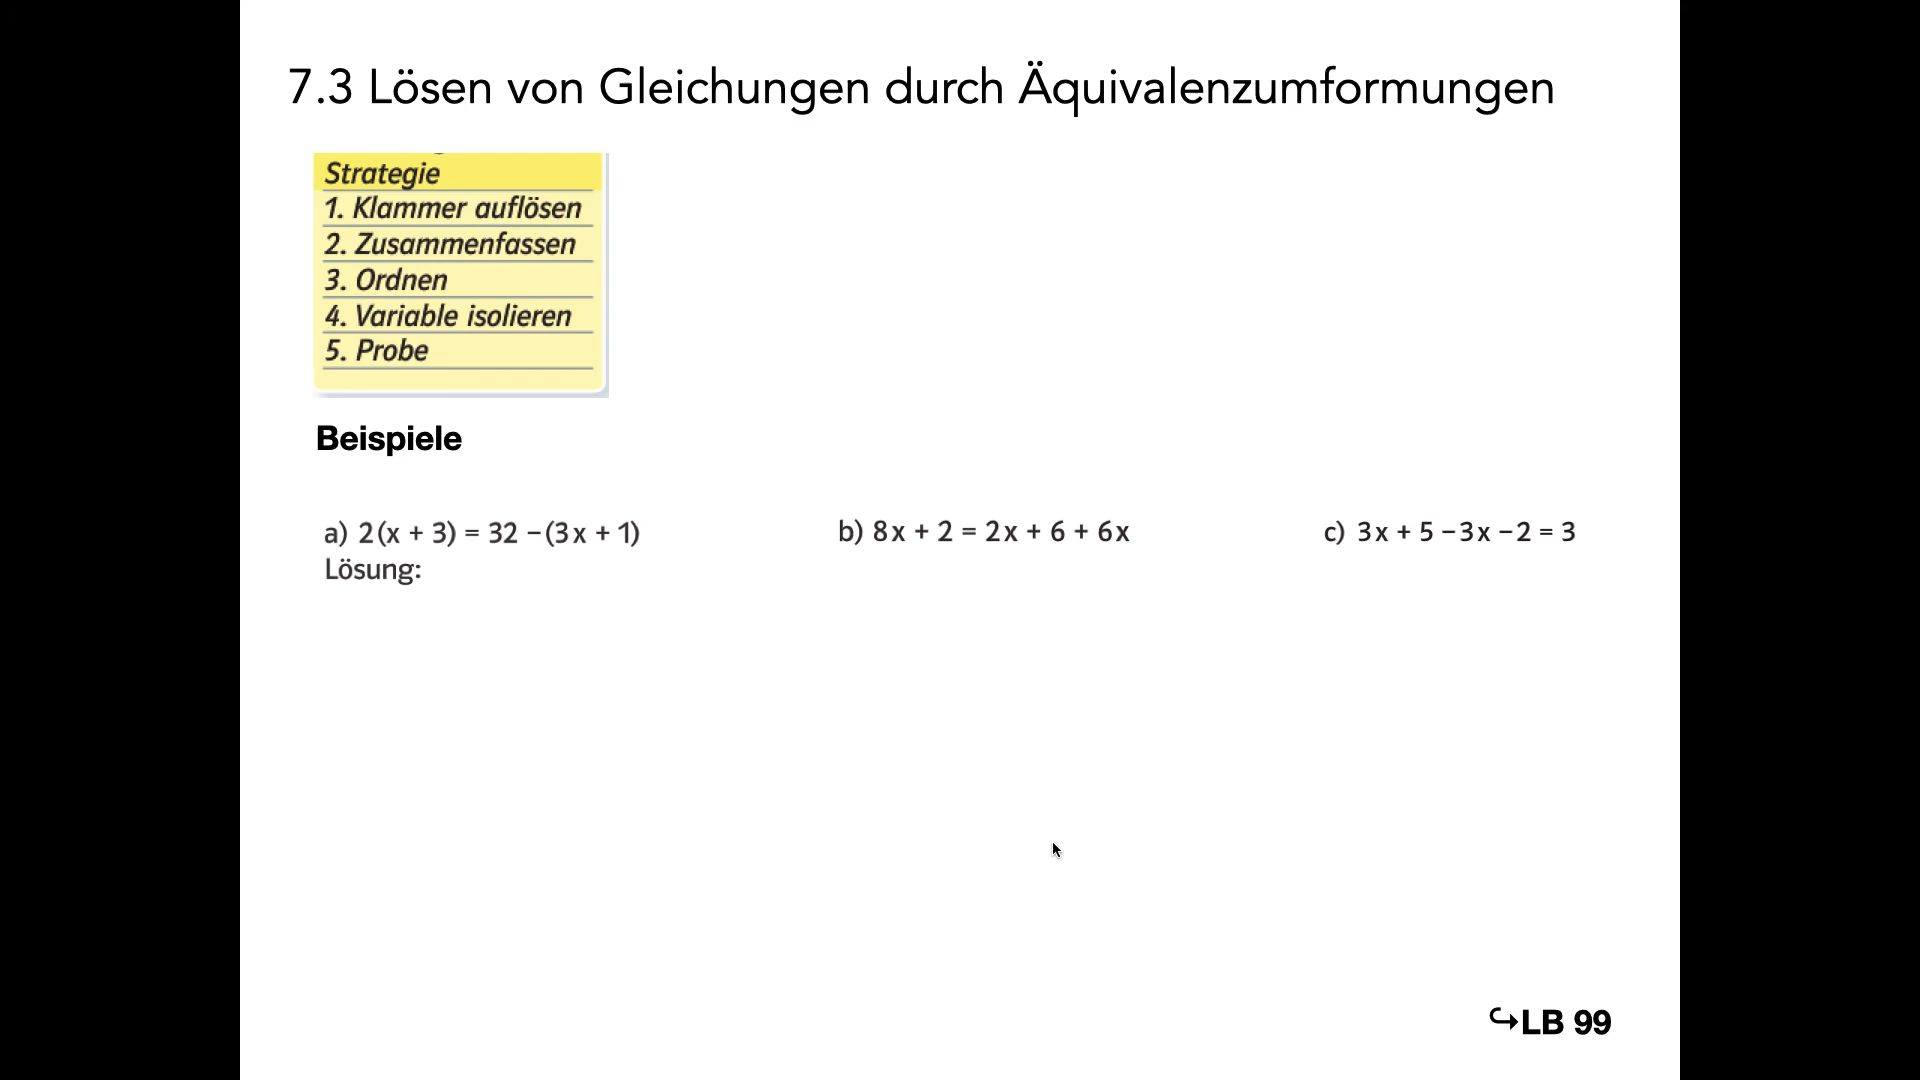 7.3 Lösen von Gleichungen durch Äquivalenzumformungen
Strategie
1. Klammer auflösen
2. Zusammenfassen
3. Ordnen
4. Variable isolieren
5. Probe
Beispiele
a) 2(x + 3) = 32 −(3x + 1)
Lösung:
b) 8x + 2 = 2x + 6 + 6x
c) 3x + 5 −3x −2 = 3
↪LB 99